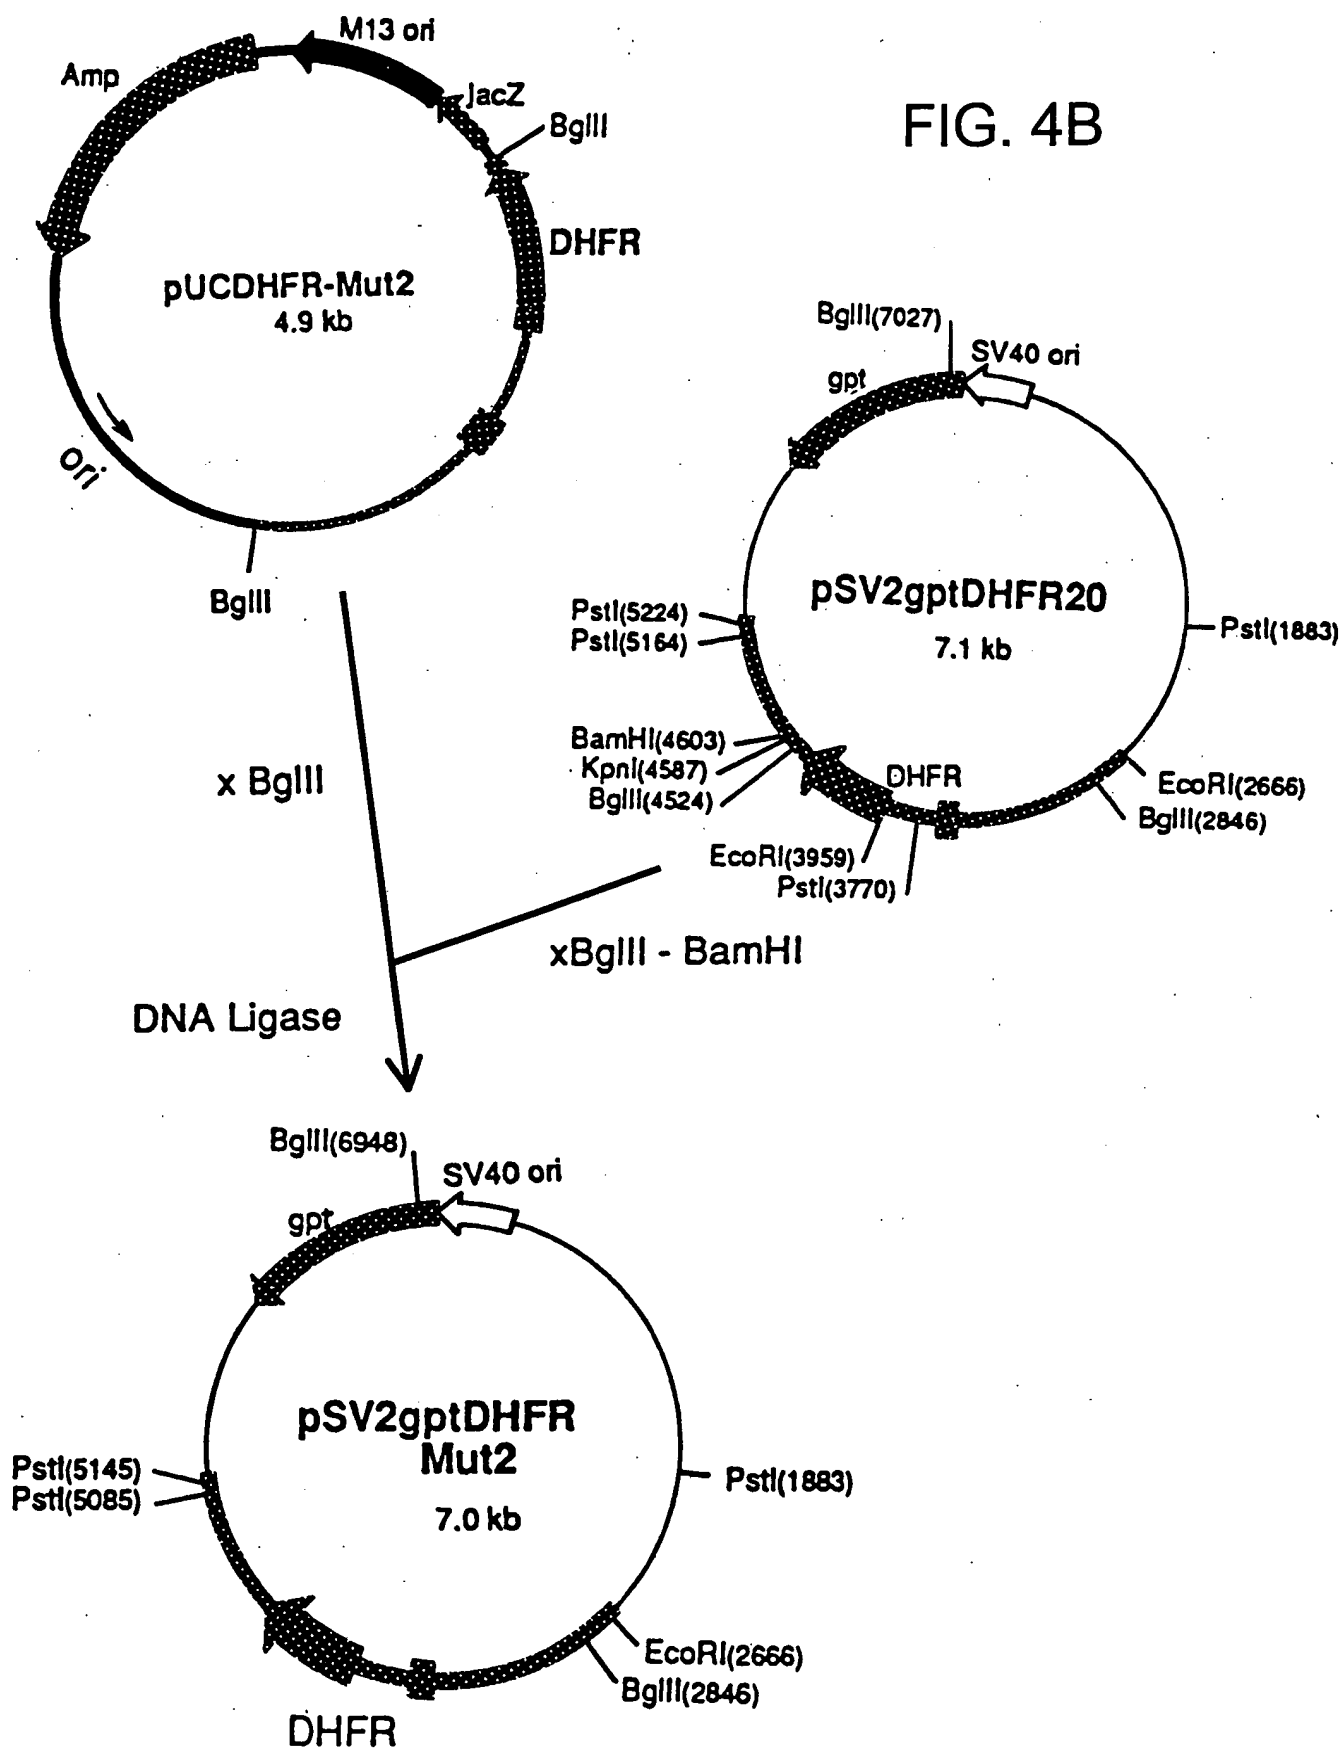 M13 ori
Amp
lacZ
BglII
FIG. 4B
DHFR
pUCDHFR-Mut2
4.9 kb
ori
BglII
BglII(7027)
SV40 ori
gpt
pSV2gptDHFR20
7.1 kb
PstI(5224)
PstI(5164)
PstI(1883)
BamHI(4603)
KpnI(4587)
BglII(4524)
DHFR
EcoRI(2666)
BglII(2846)
EcoRI(3959)
PstI(3770)
x BglII
xBglII - BamHI
DNA Ligase
BglII(6948)
SV40 ori
gpt
pSV2gptDHFR
Mut2
7.0 kb
PstI(5145)
PstI(5085)
PstI(1883)
EcoRI(2666)
BglII(2846)
DHFR